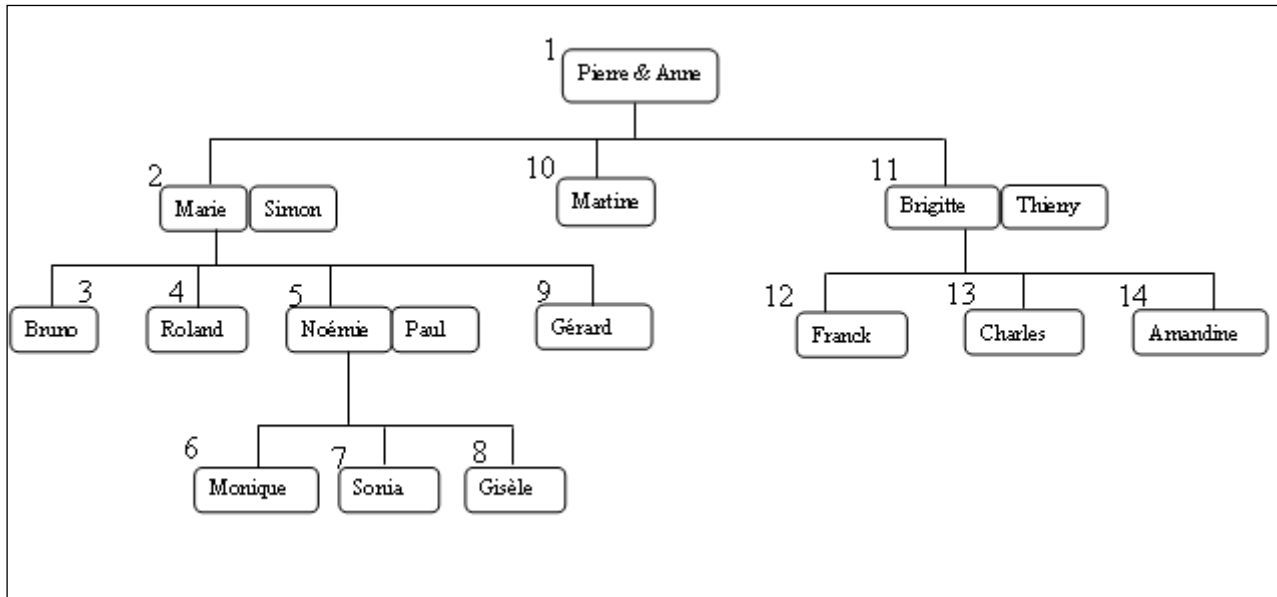 1
Pierre & Anne
2
Marie
Simon
10
Martine
11
Brigitte
Thierry
3
Bruno
4
Roland
5
Noémie
Paul
9
Gérard
12
Franck
13
Charles
14
Amandine
6
Monique
7
Sonia
8
Gisèle